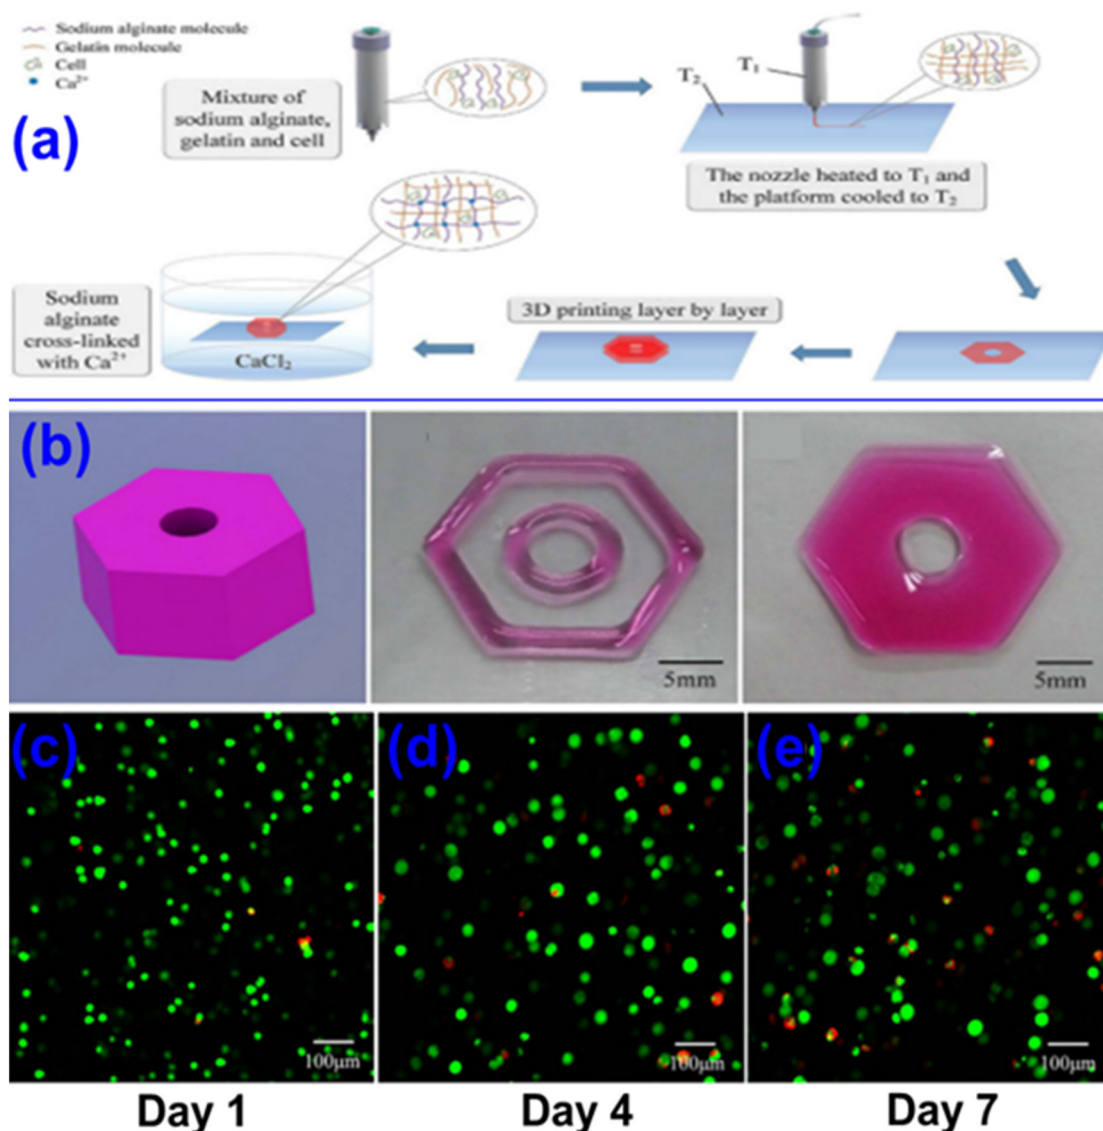 Sodium alginate molecule
Gelatin molecule
Cell
Ca²⁺
(a)
Mixture of
sodium alginate,
gelatin and cell
T₂
T₁
The nozzle heated to T₁ and
the platform cooled to T₂
Sodium
alginate
cross-linked
with Ca²⁺
CaCl₂
3D printing layer by layer
(b)
5mm
5mm
(c)
(d)
(e)
100μm
100μm
100μm
Day 1
Day 4
Day 7